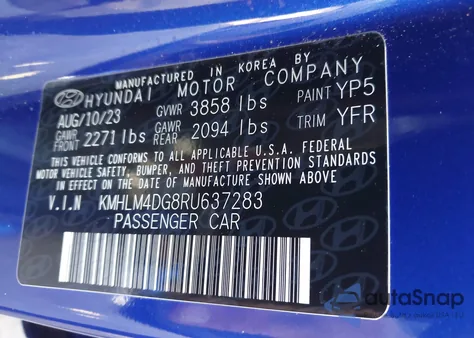 MANUFACTURED IN KOREA BY
HYUNDAI MOTOR COMPANY
AUG/10/23 GVWR 3858 lbs PAINT YP5
GAWR FRONT 2271 lbs GAWR REAR 2094 lbs TRIM YFR
THIS VEHICLE CONFORMS TO ALL APPLICABLE U.S.A. FEDERAL
MOTOR VEHICLE SAFETY, BUMPER, AND THEFT PREVENTION STANDARDS
IN EFFECT ON THE DATE OF MANUFACTURE SHOWN ABOVE
V.I.N KMHLM4DG8RU637283
PASSENGER CAR
autoSnap